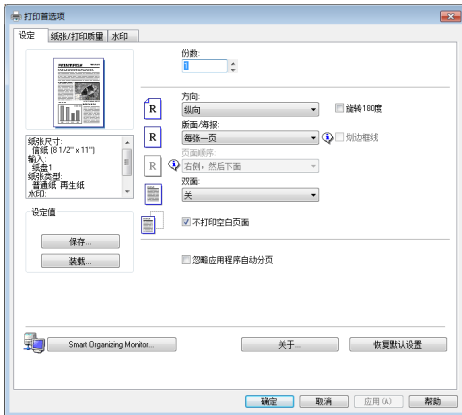 打印首选项
设定 纸张/打印质量 水印
份数:
1
方向:
纵向
旋转180度
版面/海报:
每张一页
划边框线
页面顺序:
右侧，然后下面
双面:
关
不打印空白页面
忽略应用程序自动分页
纸张尺寸:
信纸 (8 1/2" x 11")
输入:
纸盘1
纸张类型:
普通纸 再生纸
水印:
设定值
保存...
装载...
Smart Organizing Monitor...
关于...
恢复默认设置
确定 取消 应用(A) 帮助